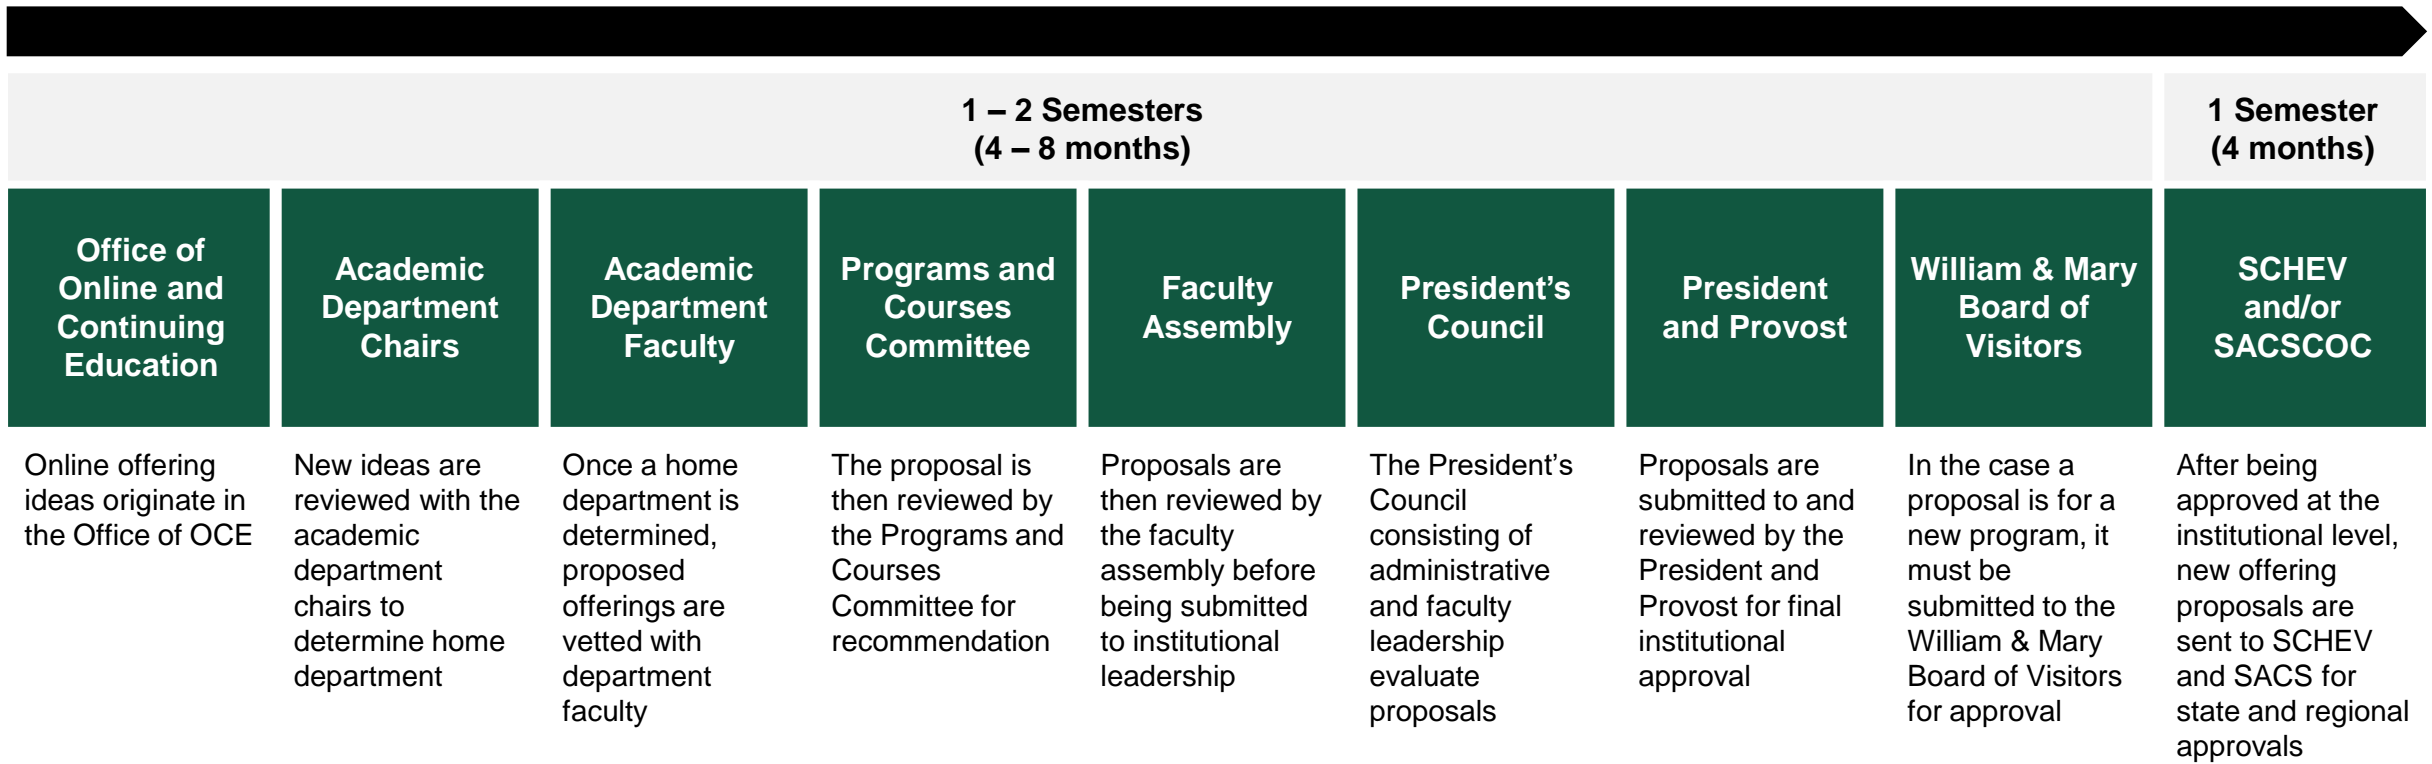 1 – 2 Semesters
(4 – 8 months)
1 Semester
(4 months)
Office of
Online and
Continuing
Education
Academic
Department
Chairs
Academic
Department
Faculty
Programs and
Courses
Committee
Faculty
Assembly
President’s
Council
President
and Provost
William & Mary
Board of
Visitors
SCHEV
and/or
SACSCOC
Online offering
ideas originate in
the Office of OCE
New ideas are
reviewed with the
academic
department
chairs to
determine home
department
Once a home
department is
determined,
proposed
offerings are
vetted with
department
faculty
The proposal is
then reviewed by
the Programs and
Courses
Committee for
recommendation
Proposals are
then reviewed by
the faculty
assembly before
being submitted
to institutional
leadership
The President’s
Council
consisting of
administrative
and faculty
leadership
evaluate
proposals
Proposals are
submitted to and
reviewed by the
President and
Provost for final
institutional
approval
In the case a
proposal is for a
new program, it
must be
submitted to the
William & Mary
Board of Visitors
for approval
After being
approved at the
institutional level,
new offering
proposals are
sent to SCHEV
and SACS for
state and regional
approvals